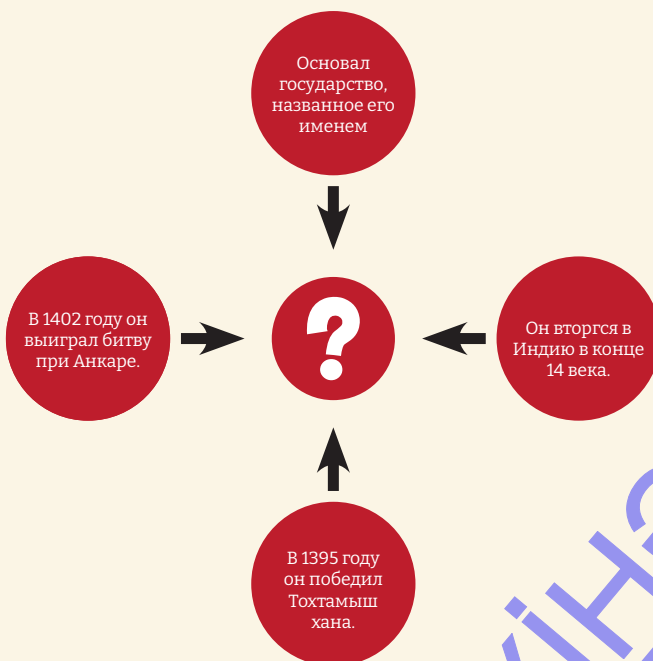 Основал
государство,
названное его
именем
В 1402 году он
выиграл битву
при Анкаре.
?
Он вторгся в
Индию в конце
14 века.
В 1395 году
он победил
Тохтамыш
хана.